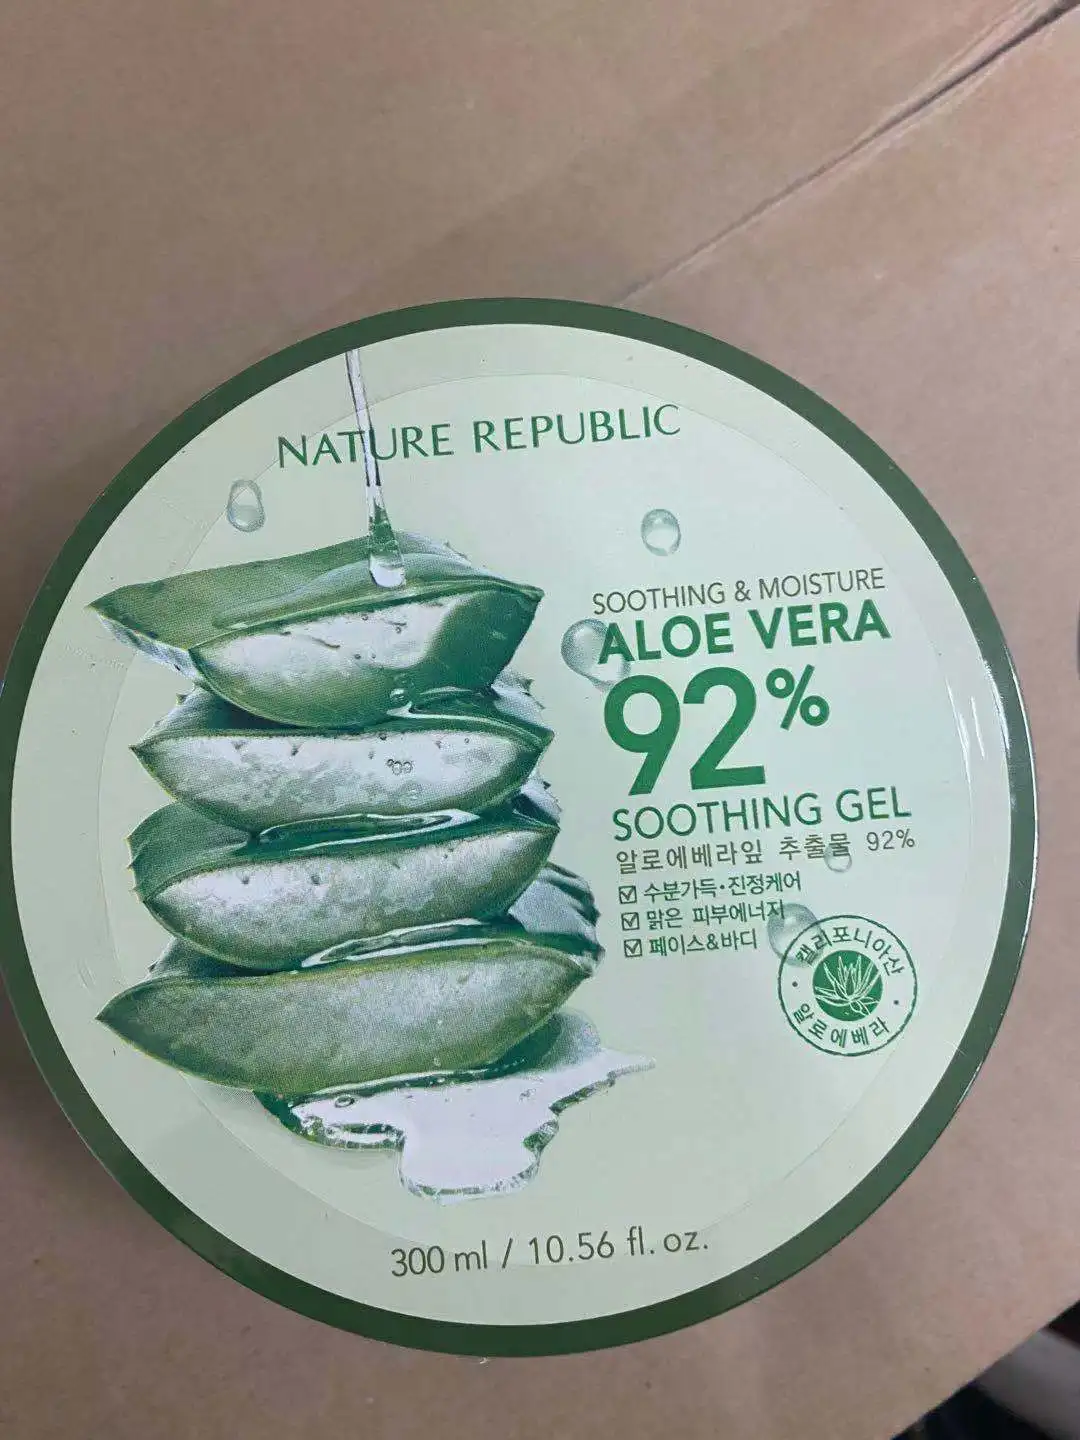 NATURE REPUBLIC
SOOTHING & MOISTURE
ALOE VERA
92%
SOOTHING GEL
알로에베라잎 추출물 92%
수분가득·진정케어
맑은 피부에너지
페이스&바디
캘리포니아산
알로에베라
300 ml / 10.56 fl. oz.